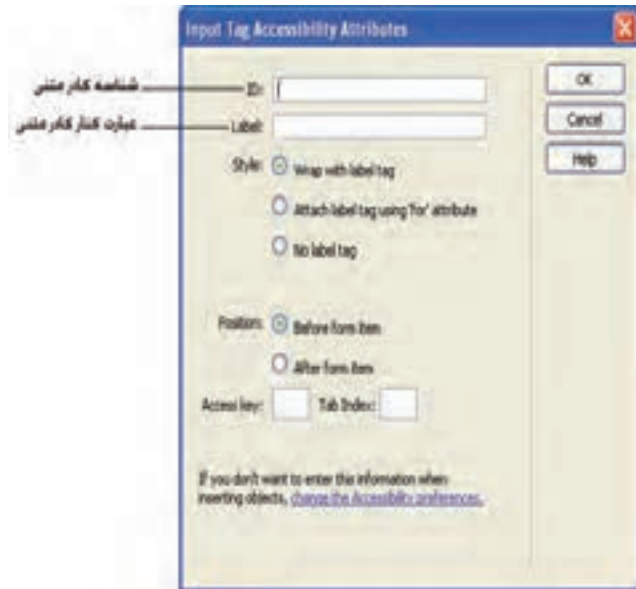 Input Tag Accessibility Attributes
شناسه کادر متنی
ID:
OK
عبارت کنار کادر متنی
Label:
Cancel
Style:
Wrap with label tag
Help
Attach label tag using 'for' attribute
No label tag
Position:
Before form item
After form item
Access key:
Tab Index:
If you don't want to enter this information when
inserting objects, change the Accessibility preferences.